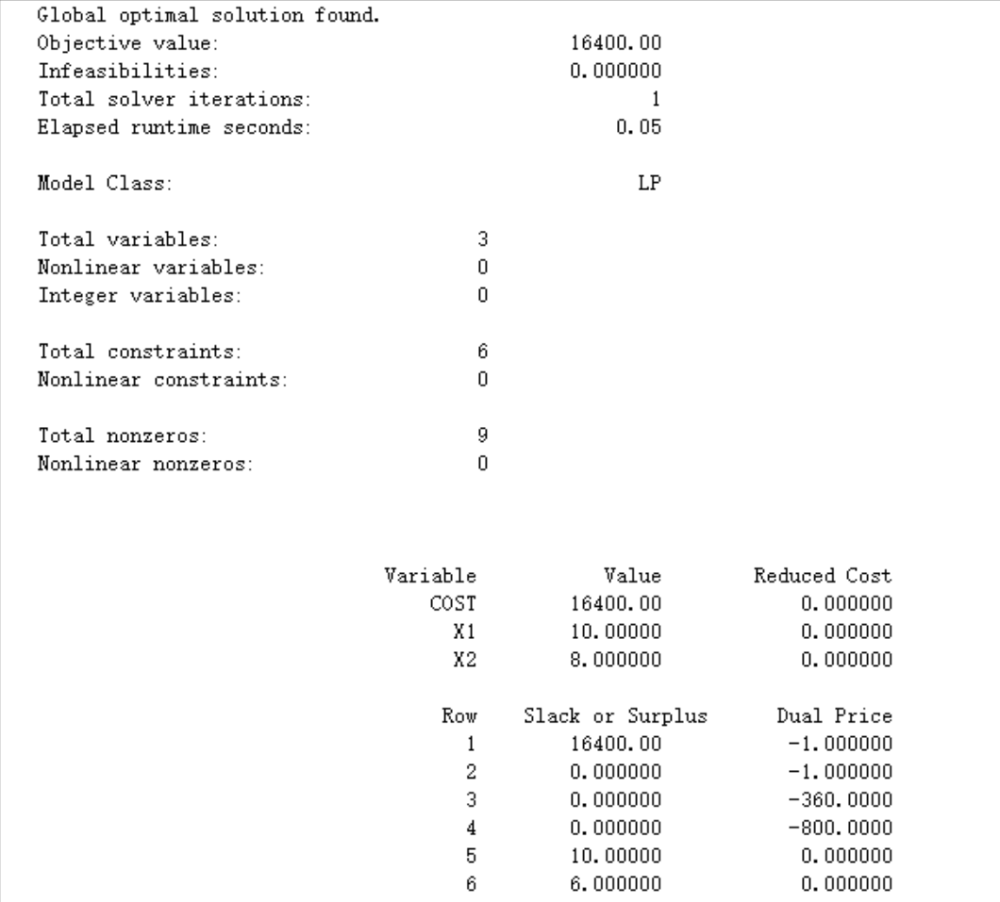 Global optimal solution found.
Objective value: 16400.00
Infeasibilities: 0.000000
Total solver iterations: 1
Elapsed runtime seconds: 0.05
Model Class: LP
Total variables: 3
Nonlinear variables: 0
Integer variables: 0
Total constraints: 6
Nonlinear constraints: 0
Total nonzeros: 9
Nonlinear nonzeros: 0
Variable Value Reduced Cost
COST 16400.00 0.000000
X1 10.00000 0.000000
X2 8.000000 0.000000
Row Slack or Surplus Dual Price
1 16400.00 -1.000000
2 0.000000 -1.000000
3 0.000000 -360.0000
4 0.000000 -800.0000
5 10.00000 0.000000
6 6.000000 0.000000